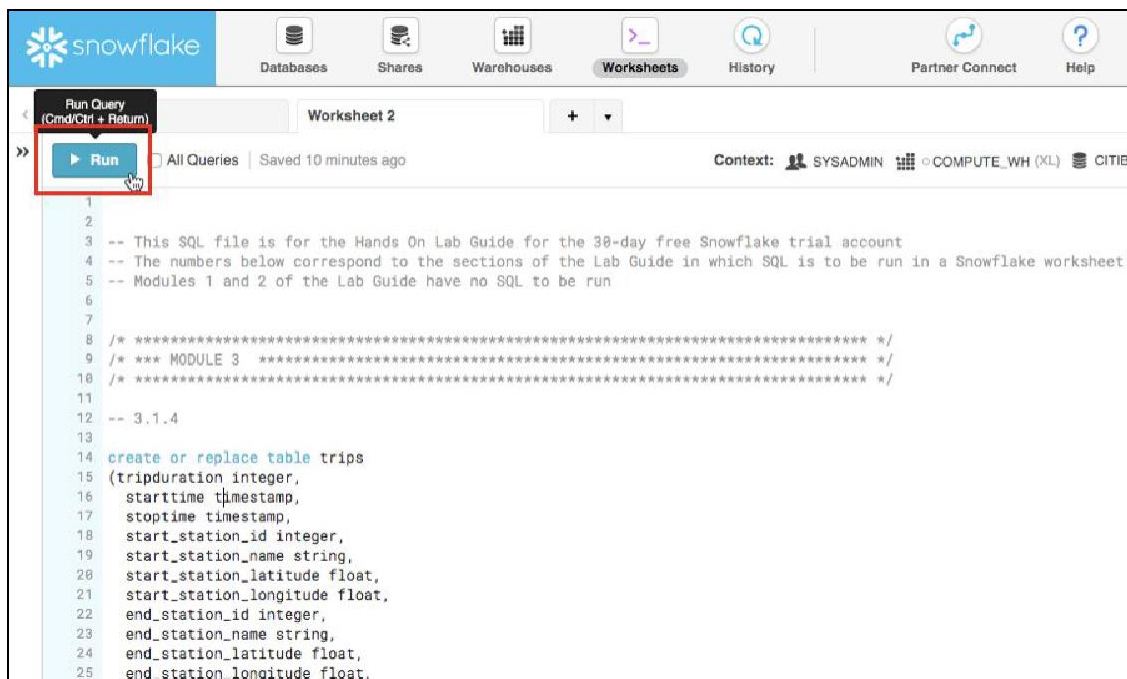 snowflake
Databases Shares Warehouses Worksheets History Partner Connect Help
Run Query
(Cmd/Ctrl + Return)
Worksheet 2
Run All Queries Saved 10 minutes ago Context: SYSADMIN COMPUTE_WH (XL) CITIB
1
2
3 -- This SQL file is for the Hands On Lab Guide for the 30-day free Snowflake trial account
4 -- The numbers below correspond to the sections of the Lab Guide in which SQL is to be run in a Snowflake worksheet
5 -- Modules 1 and 2 of the Lab Guide have no SQL to be run
6
7
8 /* ******************************************************************************** */
9 /* *** MODULE 3 ******************************************************************* */
10 /* ******************************************************************************** */
11
12 -- 3.1.4
13
14 create or replace table trips
15 (tripduration integer,
16 starttime timestamp,
17 stoptime timestamp,
18 start_station_id integer,
19 start_station_name string,
20 start_station_latitude float,
21 start_station_longitude float,
22 end_station_id integer,
23 end_station_name string,
24 end_station_latitude float,
25 end_station_longitude float,